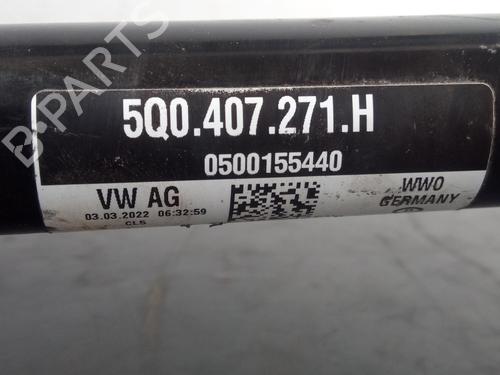 5Q0.407.271.H
0500155440
VW AG
03.03.2022 06:32:59
CLS
WWO
GERMANY
B-PARTS